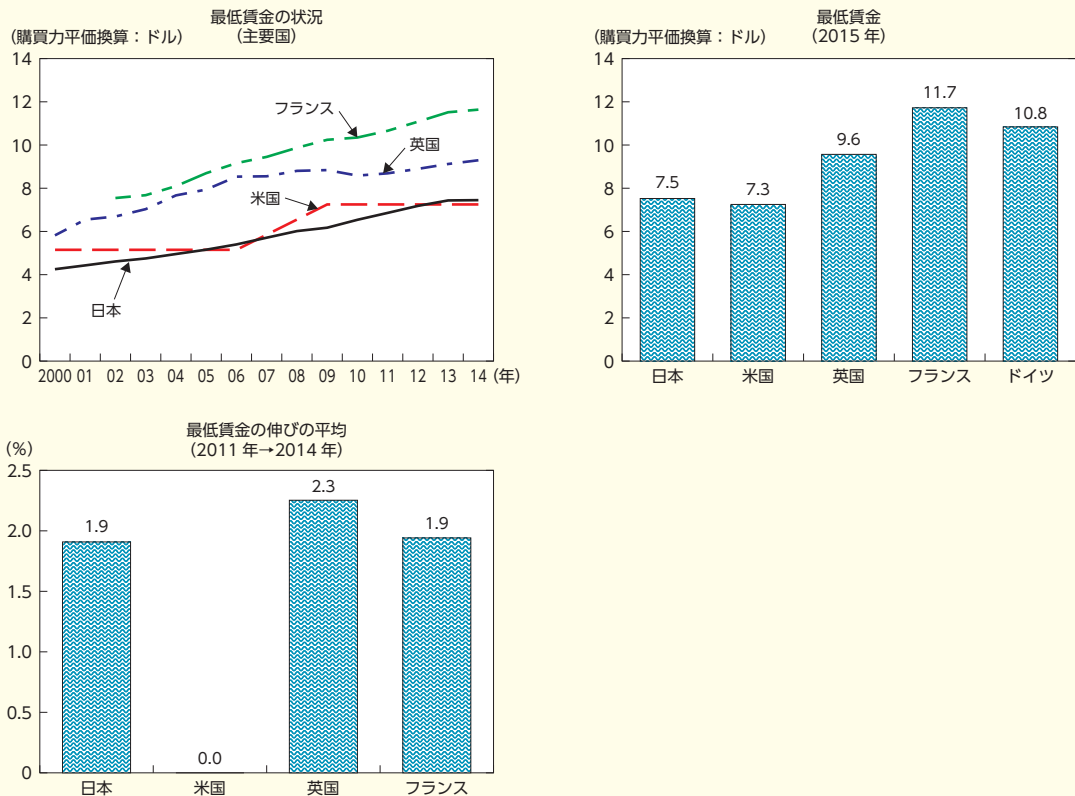 最低賃金の状況
(購買力平価換算：ドル) (主要国)
14
12
10
8
6
4
2
0
フランス
英国
米国
日本
2000 01 02 03 04 05 06 07 08 09 10 11 12 13 14 (年)
最低賃金
(購買力平価換算：ドル) (2015 年)
14
12
10
8
6
4
2
0
7.5 7.3 9.6 11.7 10.8
日本 米国 英国 フランス ドイツ
最低賃金の伸びの平均
(%) (2011 年→2014 年)
2.5
2.0
1.5
1.0
0.5
0
1.9 0.0 2.3 1.9
日本 米国 英国 フランス